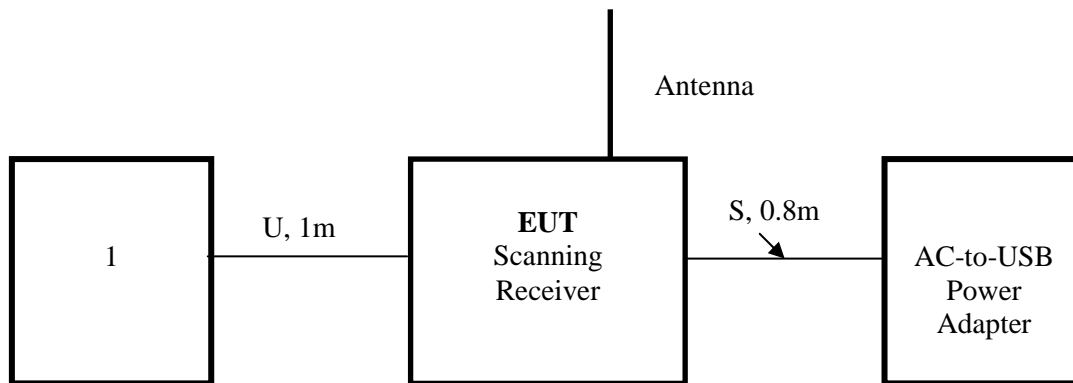 Antenna
1
U, 1m
EUT
Scanning
Receiver
S, 0.8m
AC-to-USB
Power
Adapter